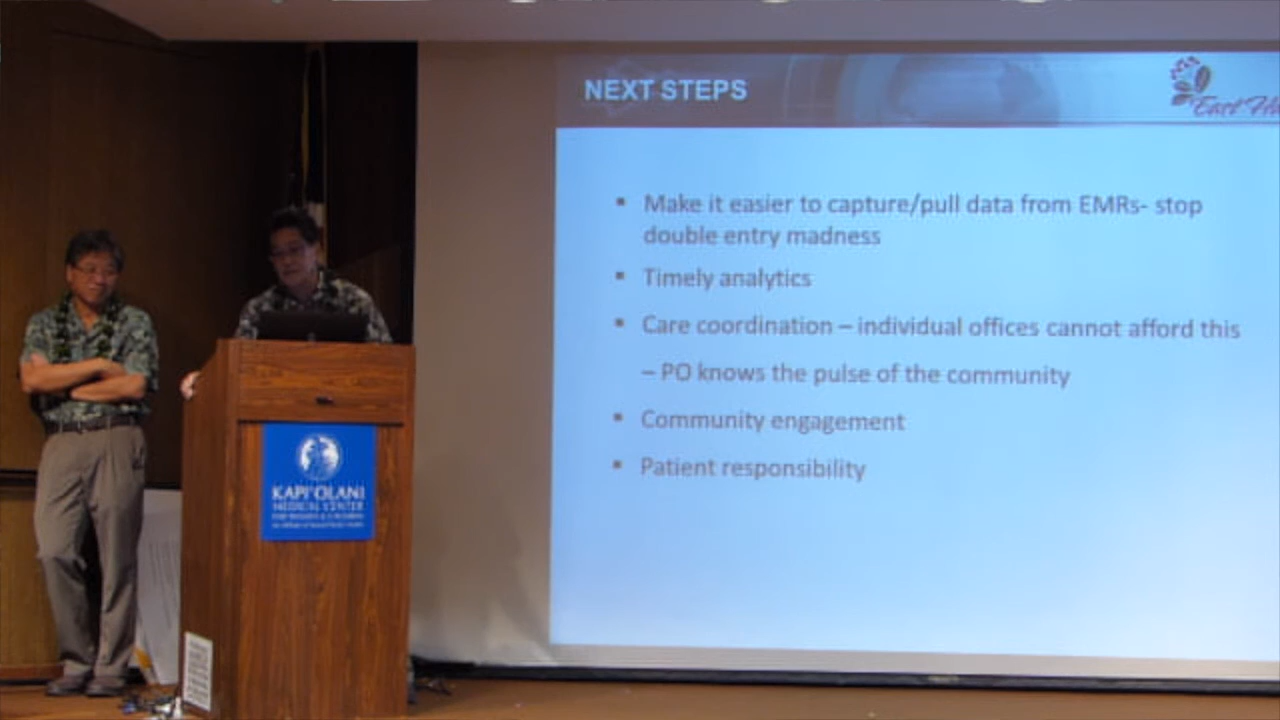 NEXT STEPS
East Ha
▪ Make it easier to capture/pull data from EMRs- stop
double entry madness
▪ Timely analytics
▪ Care coordination – individual offices cannot afford this
– PO knows the pulse of the community
▪ Community engagement
▪ Patient responsibility
KAPI'OLANI
MEDICAL CENTER